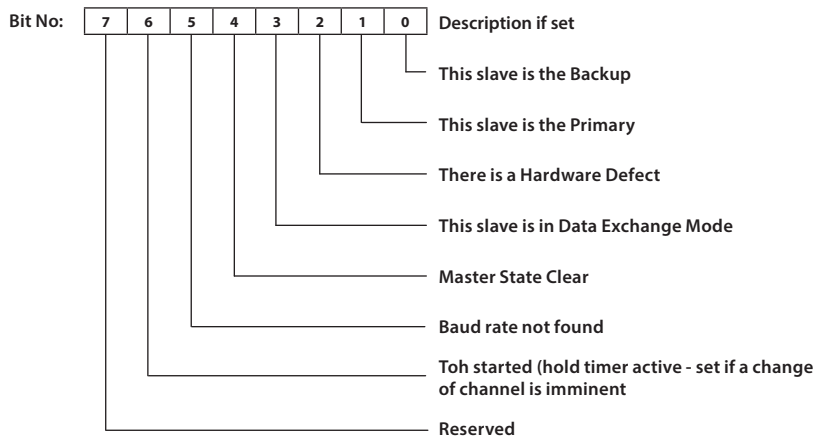 Bit No: 7 6 5 4 3 2 1 0 Description if set
This slave is the Backup
This slave is the Primary
There is a Hardware Defect
This slave is in Data Exchange Mode
Master State Clear
Baud rate not found
Toh started (hold timer active - set if a change
of channel is imminent
Reserved